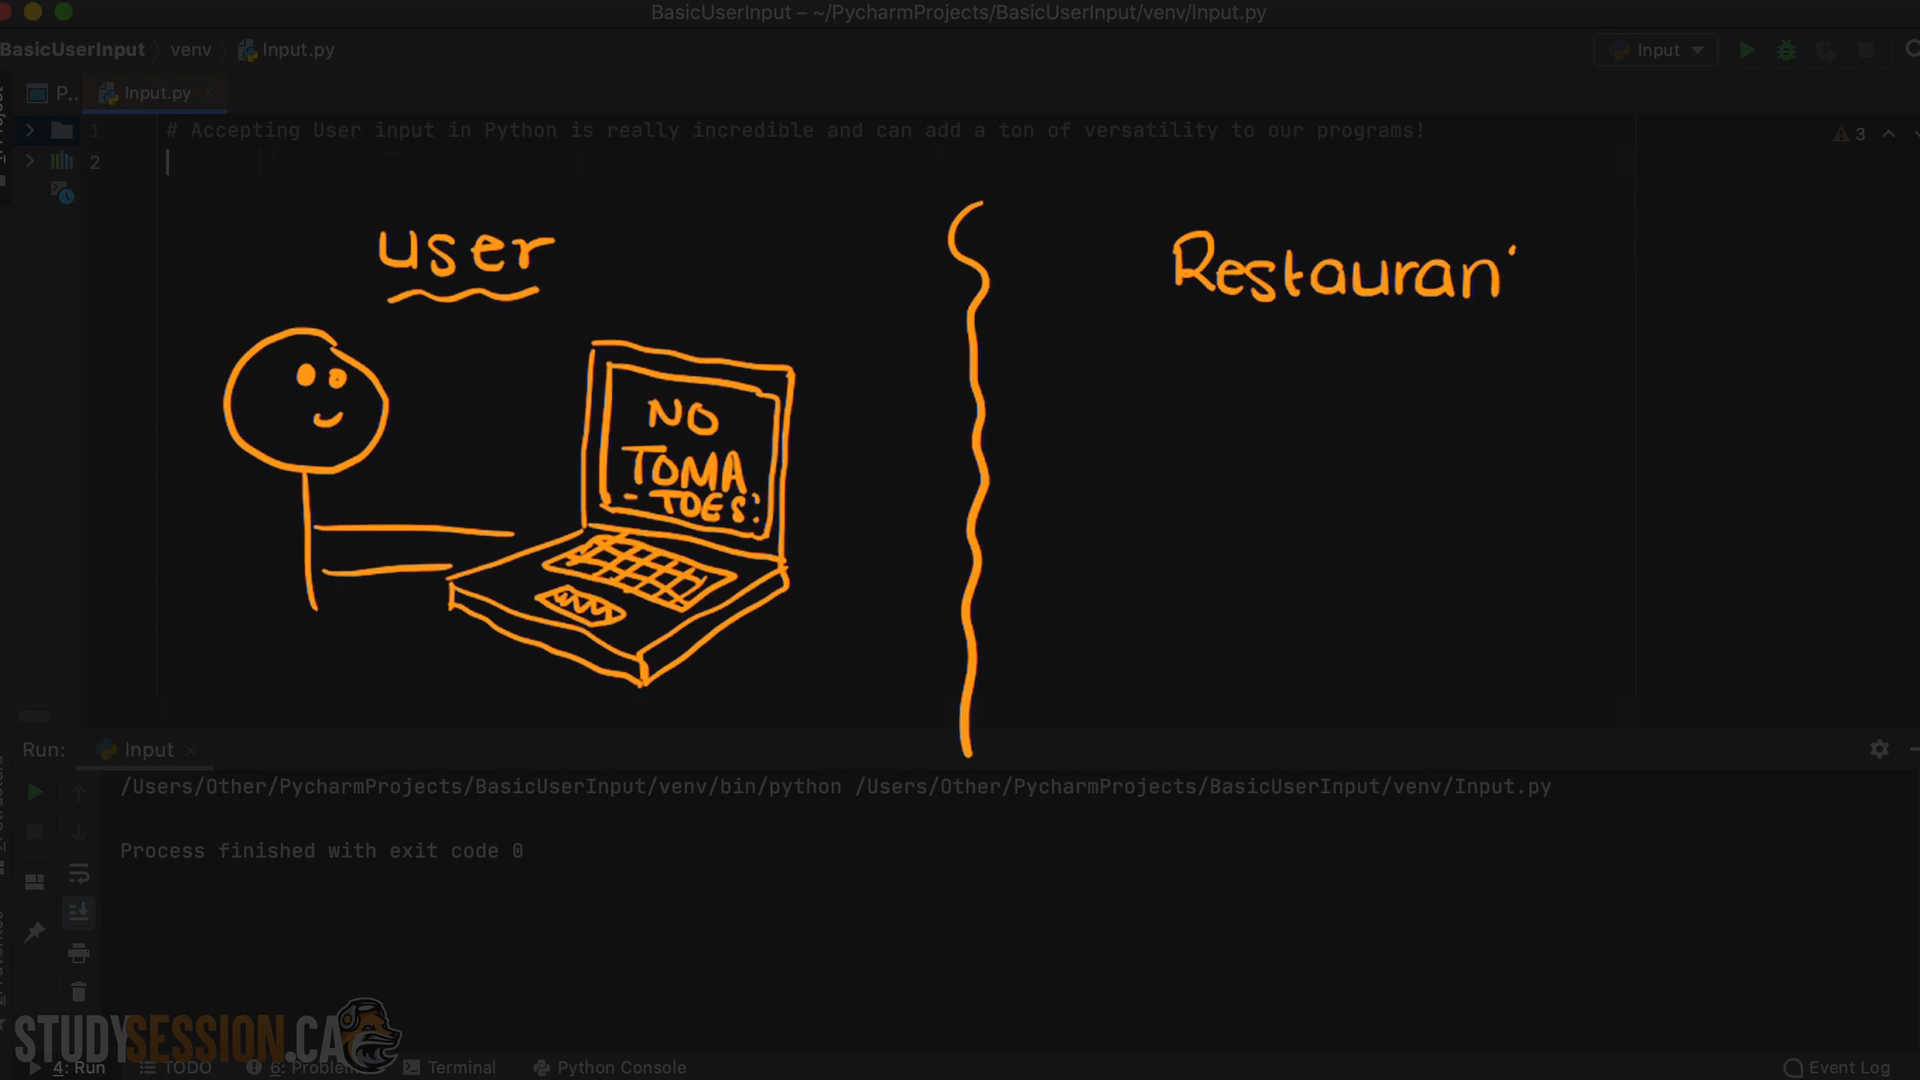 BasicUserInput – ~/PycharmProjects/BasicUserInput/venv/Input.py
BasicUserInput venv Input.py
Input
P.. Input.py
1 # Accepting User input in Python is really incredible and can add a ton of versatility to our programs!
3
2
user
Restauran
NO
TOMA
-TOES:
Run: Input
/Users/Other/PycharmProjects/BasicUserInput/venv/bin/python /Users/Other/PycharmProjects/BasicUserInput/venv/Input.py
Process finished with exit code 0
STUDYSESSION.CA
4: Run TODO 6: Proble Terminal Python Console Event Log